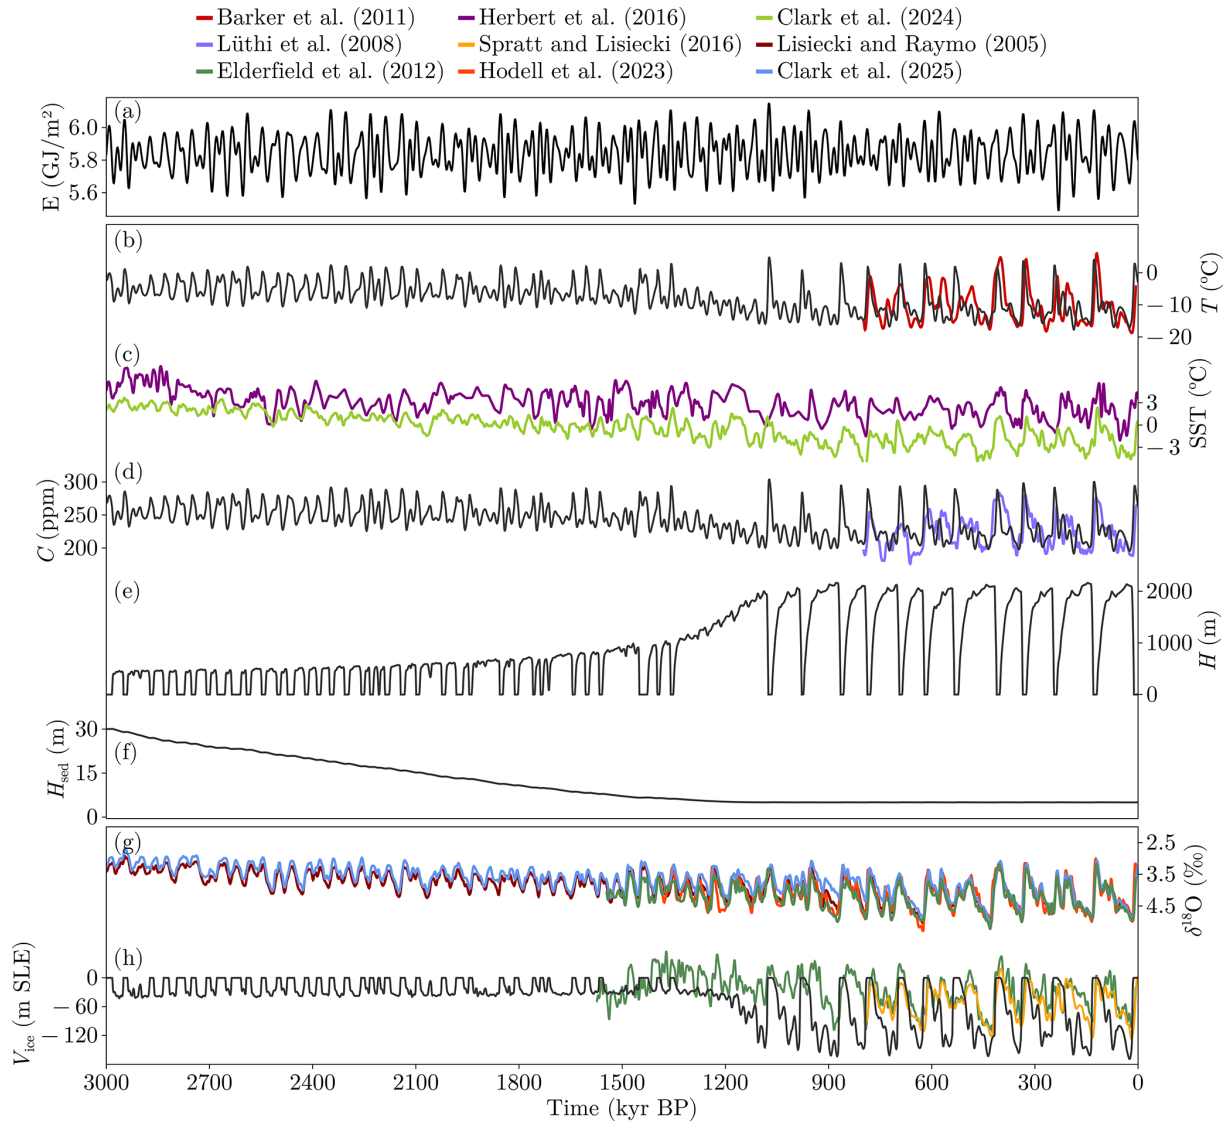 Barker et al. (2011) Herbert et al. (2016) Clark et al. (2024)
Lüthi et al. (2008) Spratt and Lisiecki (2016) Lisiecki and Raymo (2005)
Elderfield et al. (2012) Hodell et al. (2023) Clark et al. (2025)
(a)
E (GJ/m²)
6.0
5.8
5.6
(b)
0
−10
−20
T (°C)
(c)
3
0
−3
SST (°C)
(d)
C (ppm)
300
250
200
(e)
2000
1000
0
H (m)
(f)
H_sed (m)
30
15
0
(g)
2.5
3.5
4.5
δ¹⁸O (‰)
(h)
V_ice (m SLE)
0
−60
−120
3000 2700 2400 2100 1800 1500 1200 900 600 300 0
Time (kyr BP)